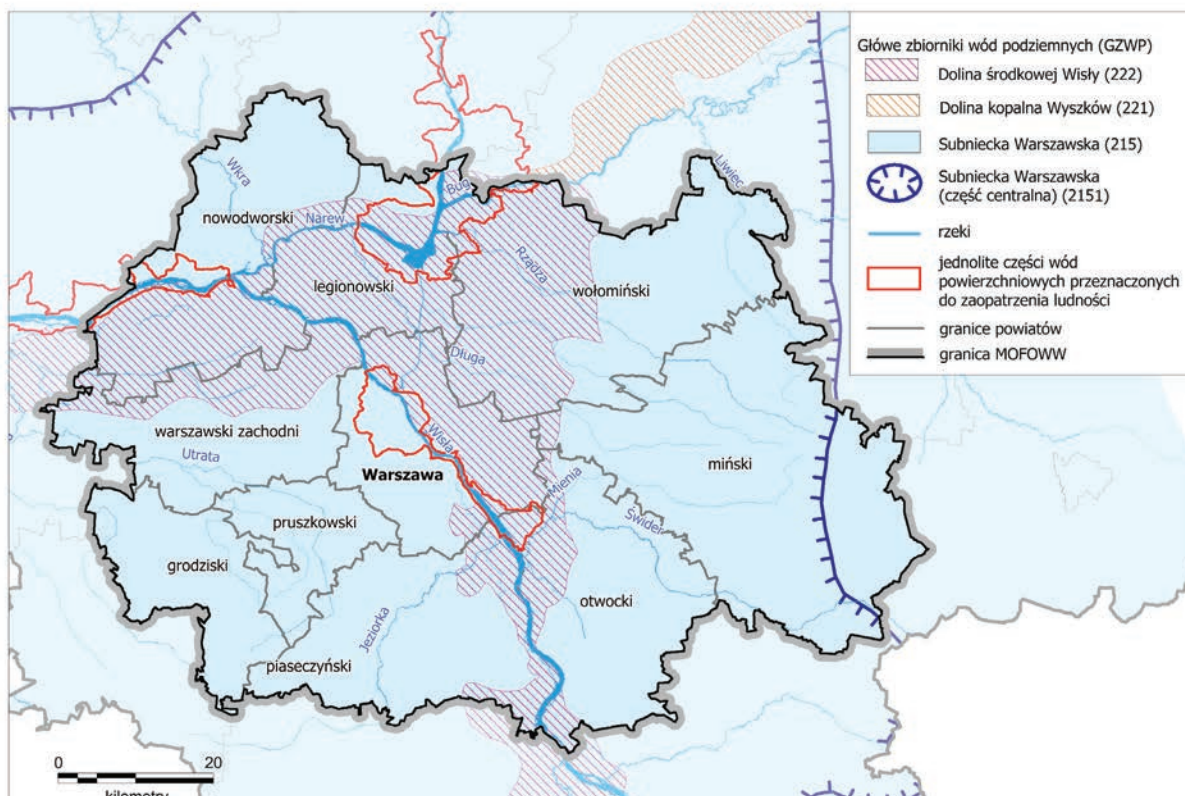 Główe zbiorniki wód podziemnych (GZWP)
Dolina środkowej Wisły (222)
Dolina kopalna Wyszków (221)
Subniecka Warszawska (215)
Subniecka Warszawska
(część centralna) (2151)
rzeki
jednolite części wód
powierzchniowych przeznaczonych
do zaopatrzenia ludności
granice powiatów
granica MOFOWW
Wkra
Liwiec
Bug
nowodworski
Narew
Rządza
legionowski
wołomiński
Długa
warszawski zachodni
Wisła
Utrata
Warszawa
miński
Mienia
Świder
pruszkowski
grodziski
otwocki
Jeziorka
piaseczyński
0 20
kilometry